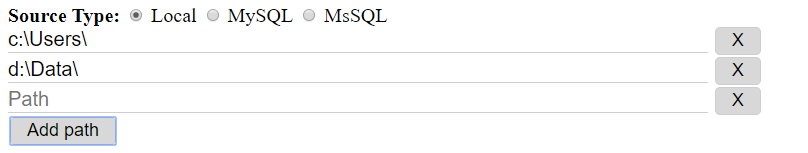 Source Type: Local MySQL MsSQL
c:\Users\ X
d:\Data\ X
Path X
Add path